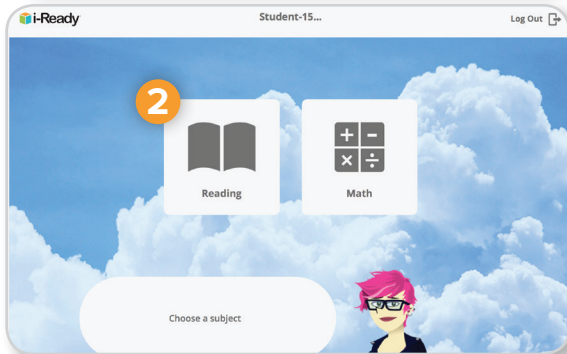 i-Ready
Student-15...
Log Out
2
Reading
Math
Choose a subject